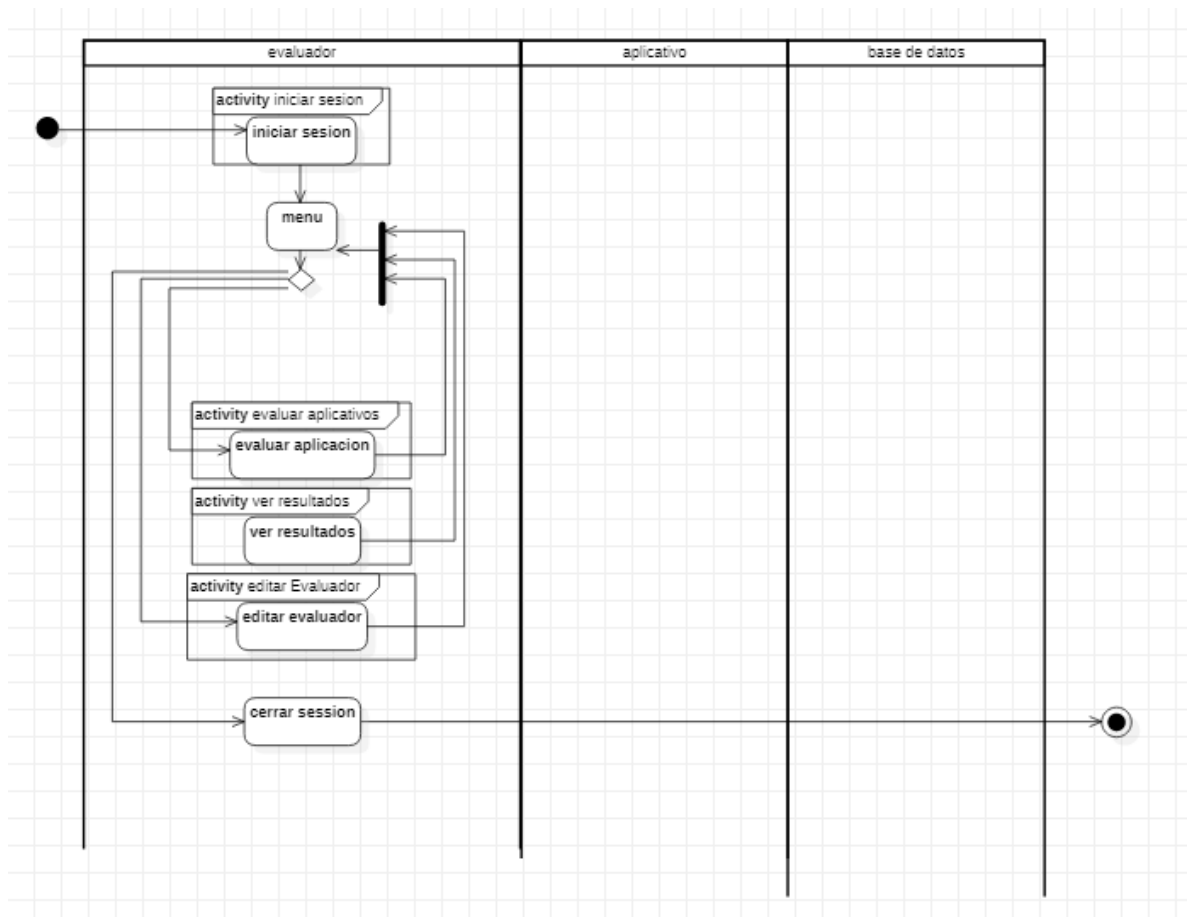 evaluador
aplicativo
base de datos
activity iniciar sesion
iniciar sesion
menu
activity evaluar aplicativos
evaluar aplicacion
activity ver resultados
ver resultados
activity editar Evaluador
editar evaluador
cerrar session